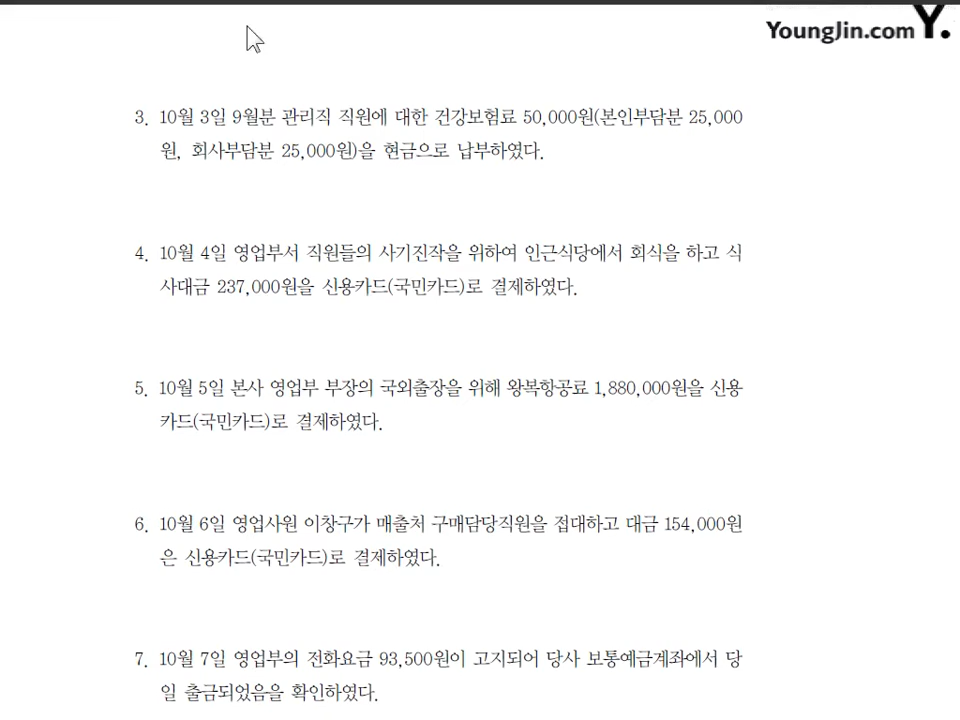 YoungJin.com Y.
3. 10월 3일 9월분 관리직 직원에 대한 건강보험료 50,000원(본인부담분 25,000
원, 회사부담분 25,000원)을 현금으로 납부하였다.
4. 10월 4일 영업부서 직원들의 사기진작을 위하여 인근식당에서 회식을 하고 식
사대금 237,000원을 신용카드(국민카드)로 결제하였다.
5. 10월 5일 본사 영업부 부장의 국외출장을 위해 왕복항공료 1,880,000원을 신용
카드(국민카드)로 결제하였다.
6. 10월 6일 영업사원 이창구가 매출처 구매담당직원을 접대하고 대금 154,000원
은 신용카드(국민카드)로 결제하였다.
7. 10월 7일 영업부의 전화요금 93,500원이 고지되어 당사 보통예금계좌에서 당
일 출금되었음을 확인하였다.